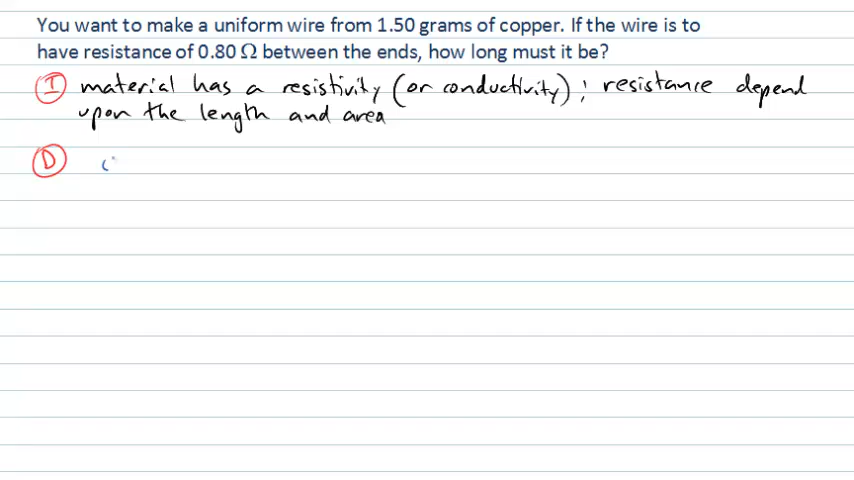 You want to make a uniform wire from 1.50 grams of copper. If the wire is to
have resistance of 0.80 Ω between the ends, how long must it be?
I material has a resistivity (or conductivity) ; resistance depend
upon the length and area
D